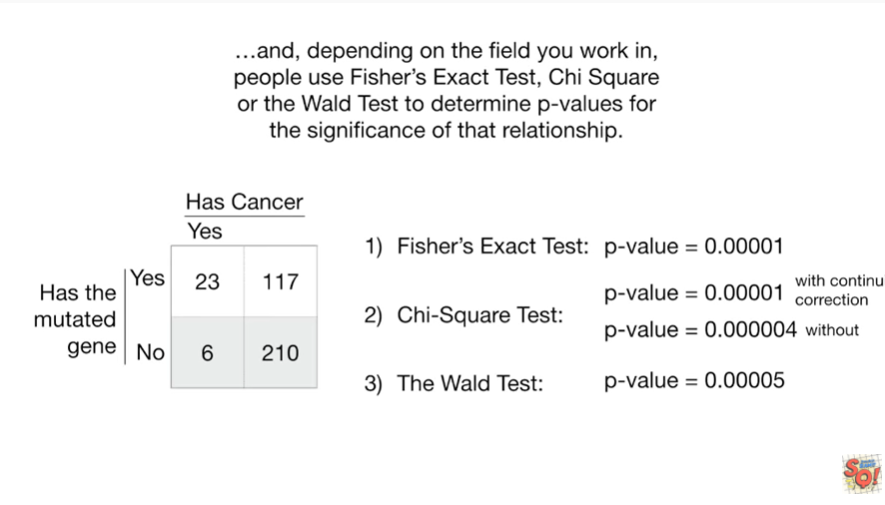 ...and, depending on the field you work in,
people use Fisher's Exact Test, Chi Square
or the Wald Test to determine p-values for
the significance of that relationship.
Has Cancer
Yes
Has the
mutated
gene
Yes 23 117
No 6 210
1) Fisher's Exact Test: p-value = 0.00001
2) Chi-Square Test:
p-value = 0.00001 with continu
correction
p-value = 0.000004 without
3) The Wald Test: p-value = 0.00005
SQ!